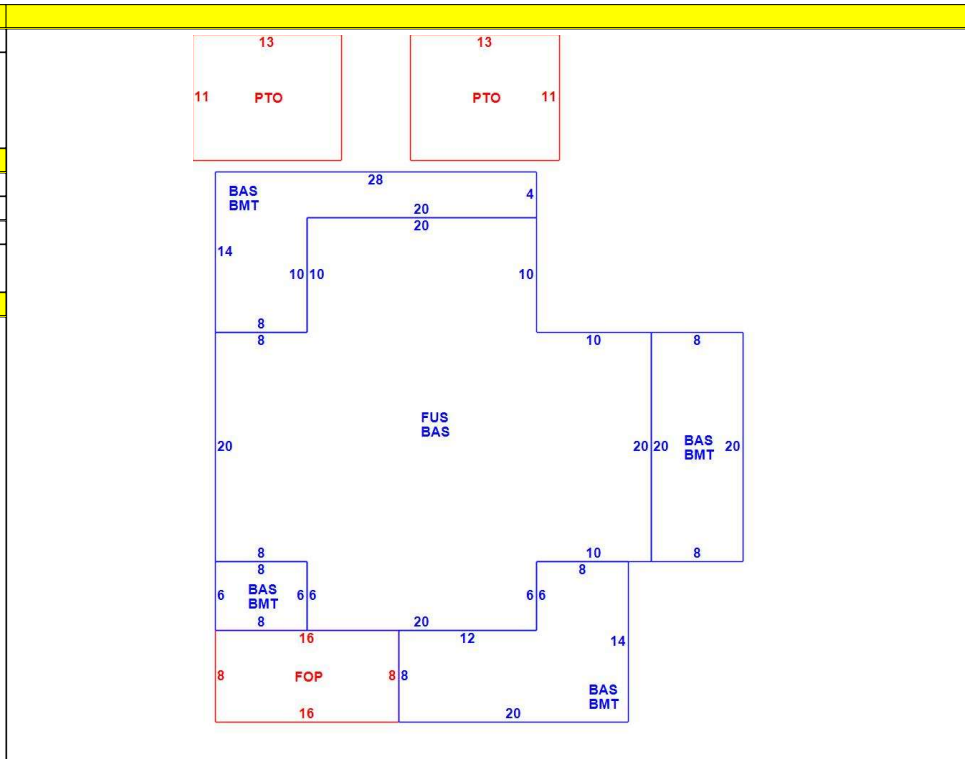 13 13
11 PTO PTO 11
28
BAS
BMT
4
20
20
14
10 10 10
8
8
10 8
FUS
BAS
20 20 20 BAS 20
BMT
8 10 8
8 8
6 BAS 6 6 6 6
BMT
8 20
16 12
14
8 FOP 8 8
BAS
BMT
16 20